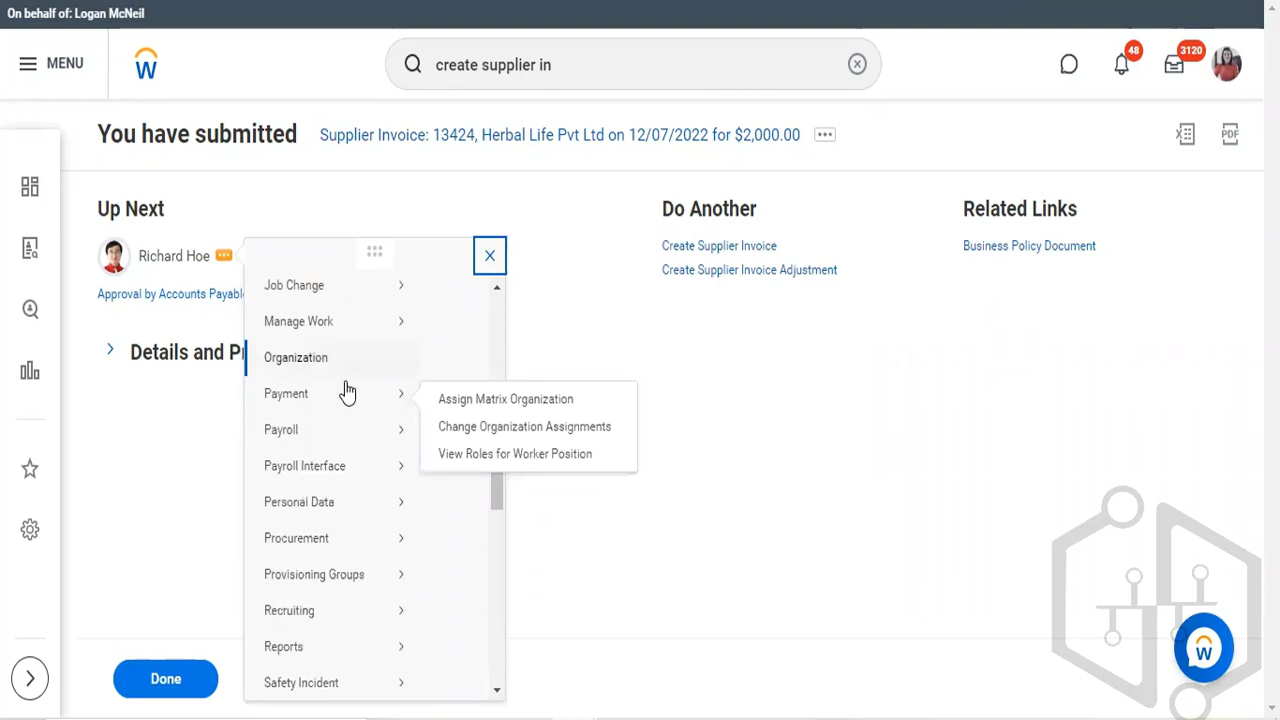 On behalf of: Logan McNeil
MENU
create supplier in
48
3120
You have submitted
Supplier Invoice: 13424, Herbal Life Pvt Ltd on 12/07/2022 for $2,000.00
PDF
Up Next
Do Another
Related Links
Richard Hoe
Create Supplier Invoice
Business Policy Document
Create Supplier Invoice Adjustment
Approval by Accounts Payabl
Details and P
Job Change
Manage Work
Organization
Payment
Assign Matrix Organization
Change Organization Assignments
View Roles for Worker Position
Payroll
Payroll Interface
Personal Data
Procurement
Provisioning Groups
Recruiting
Reports
Safety Incident
Done